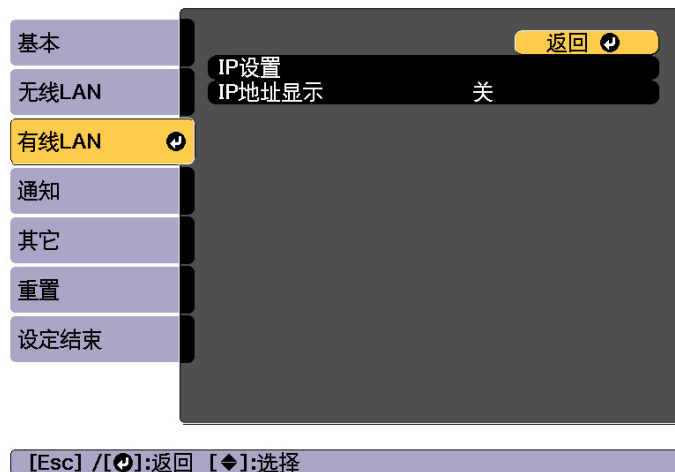 基本
无线LAN
有线LAN
通知
其它
重置
设定结束
返回
IP设置
IP地址显示 关
[Esc] /[]:返回 [◆]:选择